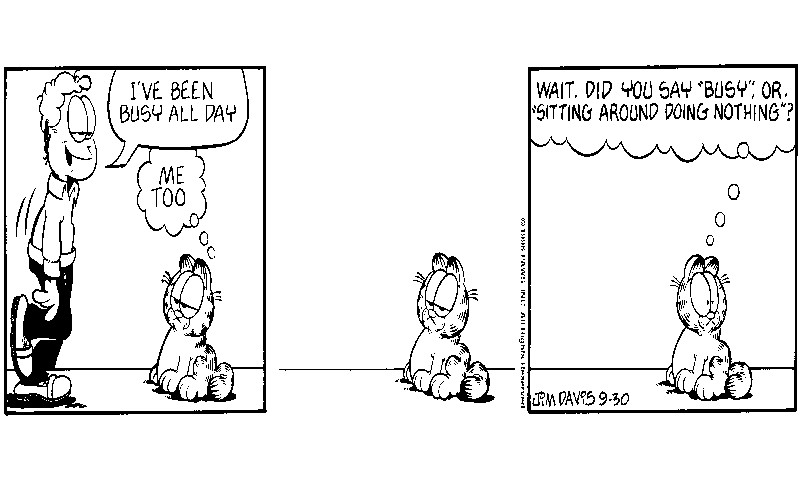 I'VE BEEN
BUSY ALL DAY
ME
TOO
WAIT. DID YOU SAY "BUSY", OR,
"SITTING AROUND DOING NOTHING"?
JIM DAVIS 9-30